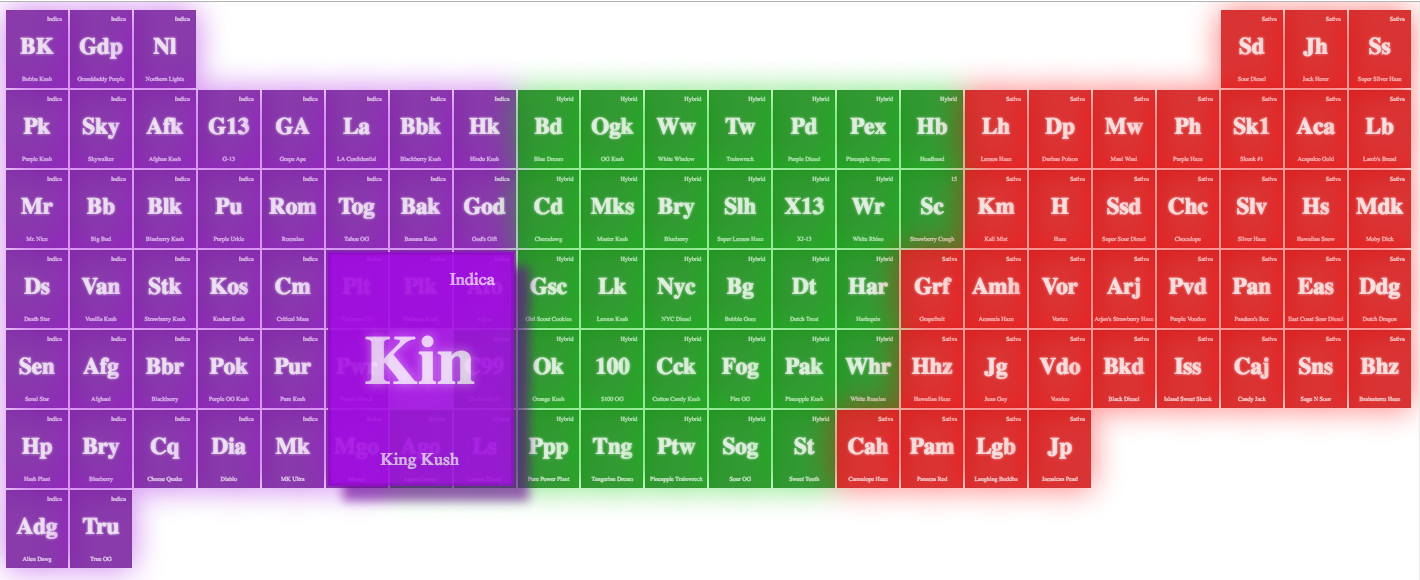 Indica Indica Indica Sativa Sativa Sativa
BK Gdp Nl Sd Jh Ss
Bubba Kush Granddaddy Purple Northern Lights Sour Diesel Jack Herer Super Silver Haze
Indica Indica Indica Indica Indica Indica Indica Indica Hybrid Hybrid Hybrid Hybrid Hybrid Hybrid Hybrid Sativa Sativa Sativa Sativa Sativa Sativa Sativa
Pk Sky Afk G13 GA La Bbk Hk Bd Ogk Ww Tw Pd Pex Hb Lh Dp Mw Ph Sk1 Aca Lb
Purple Kush Skywalker Afghan Kush G-13 Grape Ape LA Confidential Blackberry Kush Hindu Kush Blue Dream OG Kush White Widow Trainwreck Purple Diesel Pineapple Express Headband Lemon Haze Durban Poison Maui Waui Purple Haze Skunk #1 Acapulco Gold Lamb's Bread
Indica Indica Indica Indica Indica Indica Indica Indica Hybrid Hybrid Hybrid Hybrid Hybrid Hybrid 15 Sativa Sativa Sativa Sativa Sativa Sativa Sativa
Mr Bb Blk Pu Rom Tog Bak God Cd Mks Bry Slh X13 Wr Sc Km H Ssd Chc Slv Hs Mdk
Mr. Nice Big Bud Blueberry Kush Purple Urkle Romulan Tahoe OG Banana Kush God's Gift Chemdawg Master Kush Blueberry Super Lemon Haze XJ-13 White Rhino Strawberry Cough Kali Mist Haze Super Sour Diesel Chocolope Silver Haze Hawaiian Snow Moby Dick
Indica Indica Indica Indica Indica Indica Hybrid Hybrid Hybrid Hybrid Hybrid Hybrid Sativa Sativa Sativa Sativa Sativa Sativa Sativa Sativa
Ds Van Stk Kos Cm Plk Gsc Lk Nyc Bg Dt Har Grf Amh Vor Arj Pvd Pan Eas Ddg
Death Star Vanilla Kush Strawberry Kush Kosher Kush Critical Mass Girl Scout Cookies Lemon Kush NYC Diesel Bubble Gum Dutch Treat Harlequin Grapefruit Amnesia Haze Vortex Arjan's Strawberry Haze Purple Voodoo Pandora's Box East Coast Sour Diesel Dutch Dragon
Indica Indica Indica Indica Indica Hybrid Hybrid Hybrid Hybrid Hybrid Hybrid Sativa Sativa Sativa Sativa Sativa Sativa Sativa Sativa
Sen Afg Bbr Pok Pur Kin C99 Ok 100 Cck Fog Pak Whr Hhz Jg Vdo Bkd Iss Caj Sns Bhz
Sensi Star Afghani Blackberry Purple OG Kush Pure Kush Orange Kush $100 OG Cotton Candy Kush Fire OG Pineapple Kush White Russian Hawaiian Haze Jean Guy Voodoo Black Diesel Island Sweet Skunk Candy Jack Sage N Sour Brainstorm Haze
Indica Indica Indica Indica Indica Hybrid Hybrid Hybrid Hybrid Hybrid Sativa Sativa Sativa Sativa
Hp Bry Cq Dia Mk Mgo Ls Ppp Tng Ptw Sog St Cah Pam Lgb Jp
King Kush
Hash Plant Blueberry Cheese Quake Diablo MK Ultra Pure Power Plant Tangerine Dream Pineapple Trainwreck Sour OG Sweet Tooth Cantalope Haze Panama Red Laughing Buddha Jamaican Pearl
Indica Indica
Adg Tru
Alien Dawg True OG